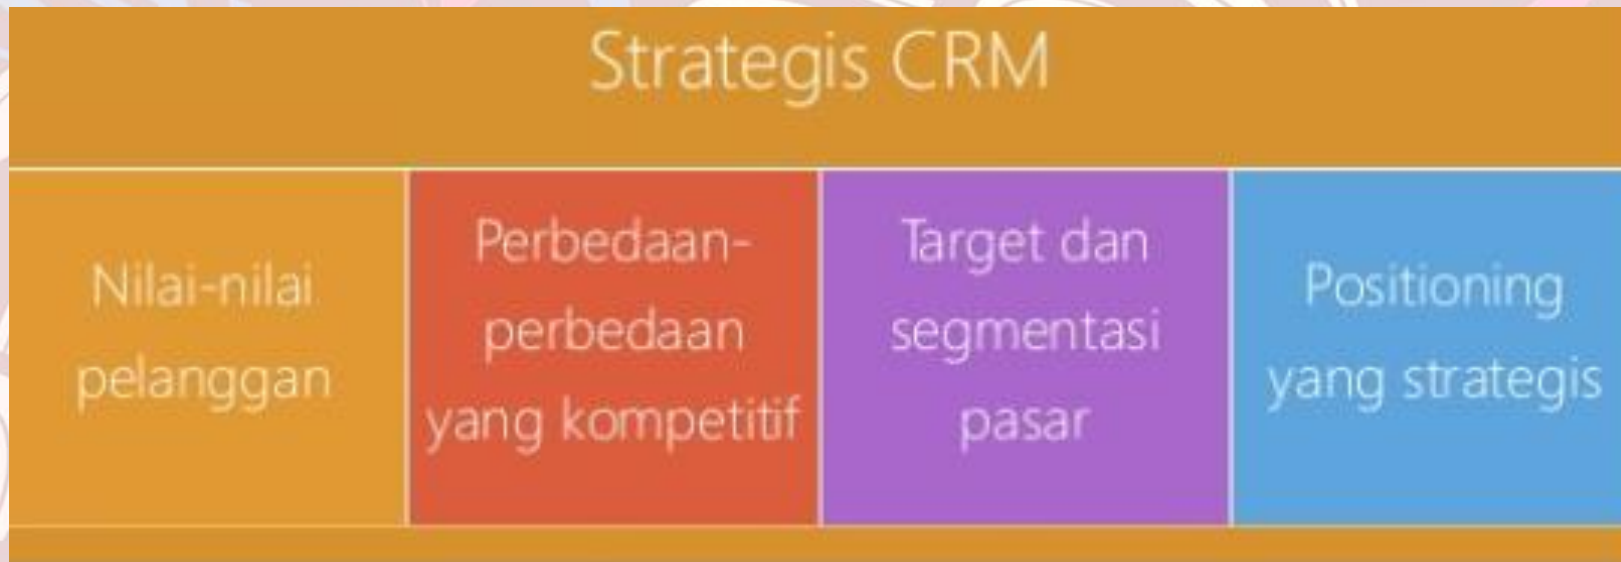 Strategis CRM
Nilai-nilai
pelanggan
Perbedaan-
perbedaan
yang kompetitif
Target dan
segmentasi
pasar
Positioning
yang strategis